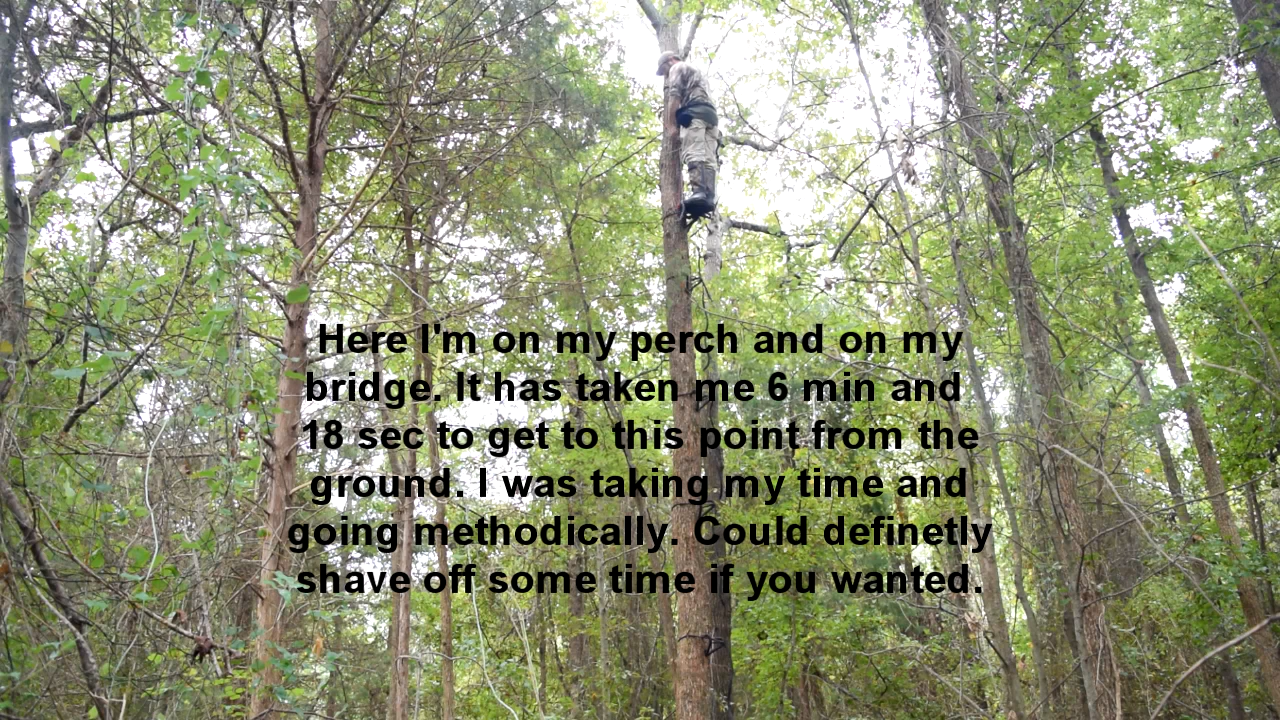 Here I'm on my perch and on my
bridge. It has taken me 6 min and
18 sec to get to this point from the
ground. I was taking my time and
going methodically. Could definetly
shave off some time if you wanted.